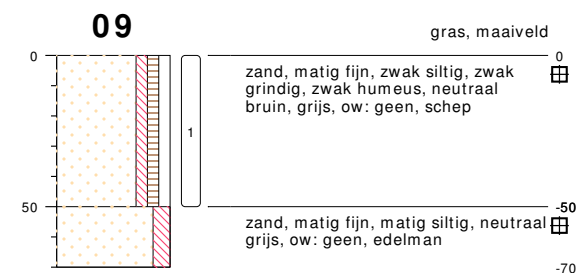 09
gras, maaiveld
0
0
zand, matig fijn, zwak siltig, zwak
grindig, zwak humeus, neutraal
bruin, grijs, ow: geen, schep
1
50
-50
zand, matig fijn, matig siltig, neutraal
grijs, ow: geen, edelman
-70